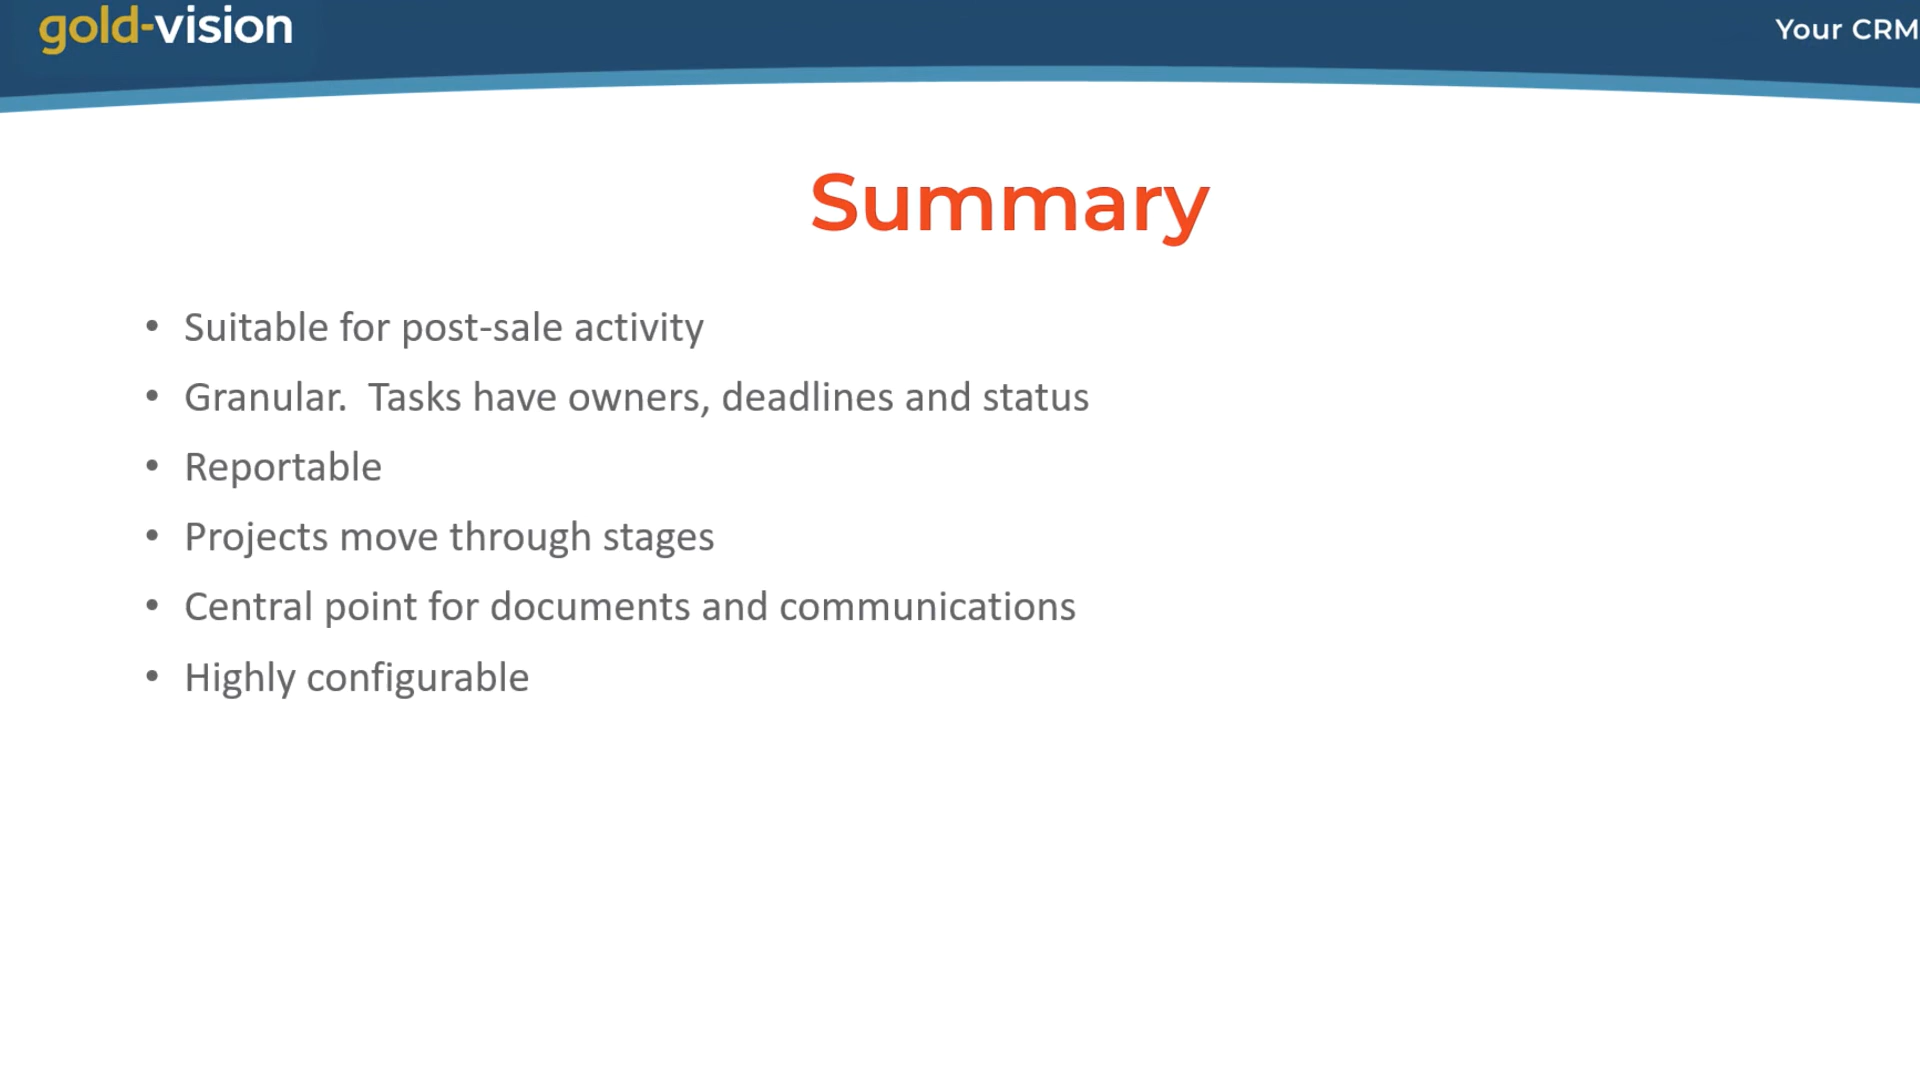 gold-vision
Your CRM
Summary
• Suitable for post-sale activity
• Granular.  Tasks have owners, deadlines and status
• Reportable
• Projects move through stages
• Central point for documents and communications
• Highly configurable